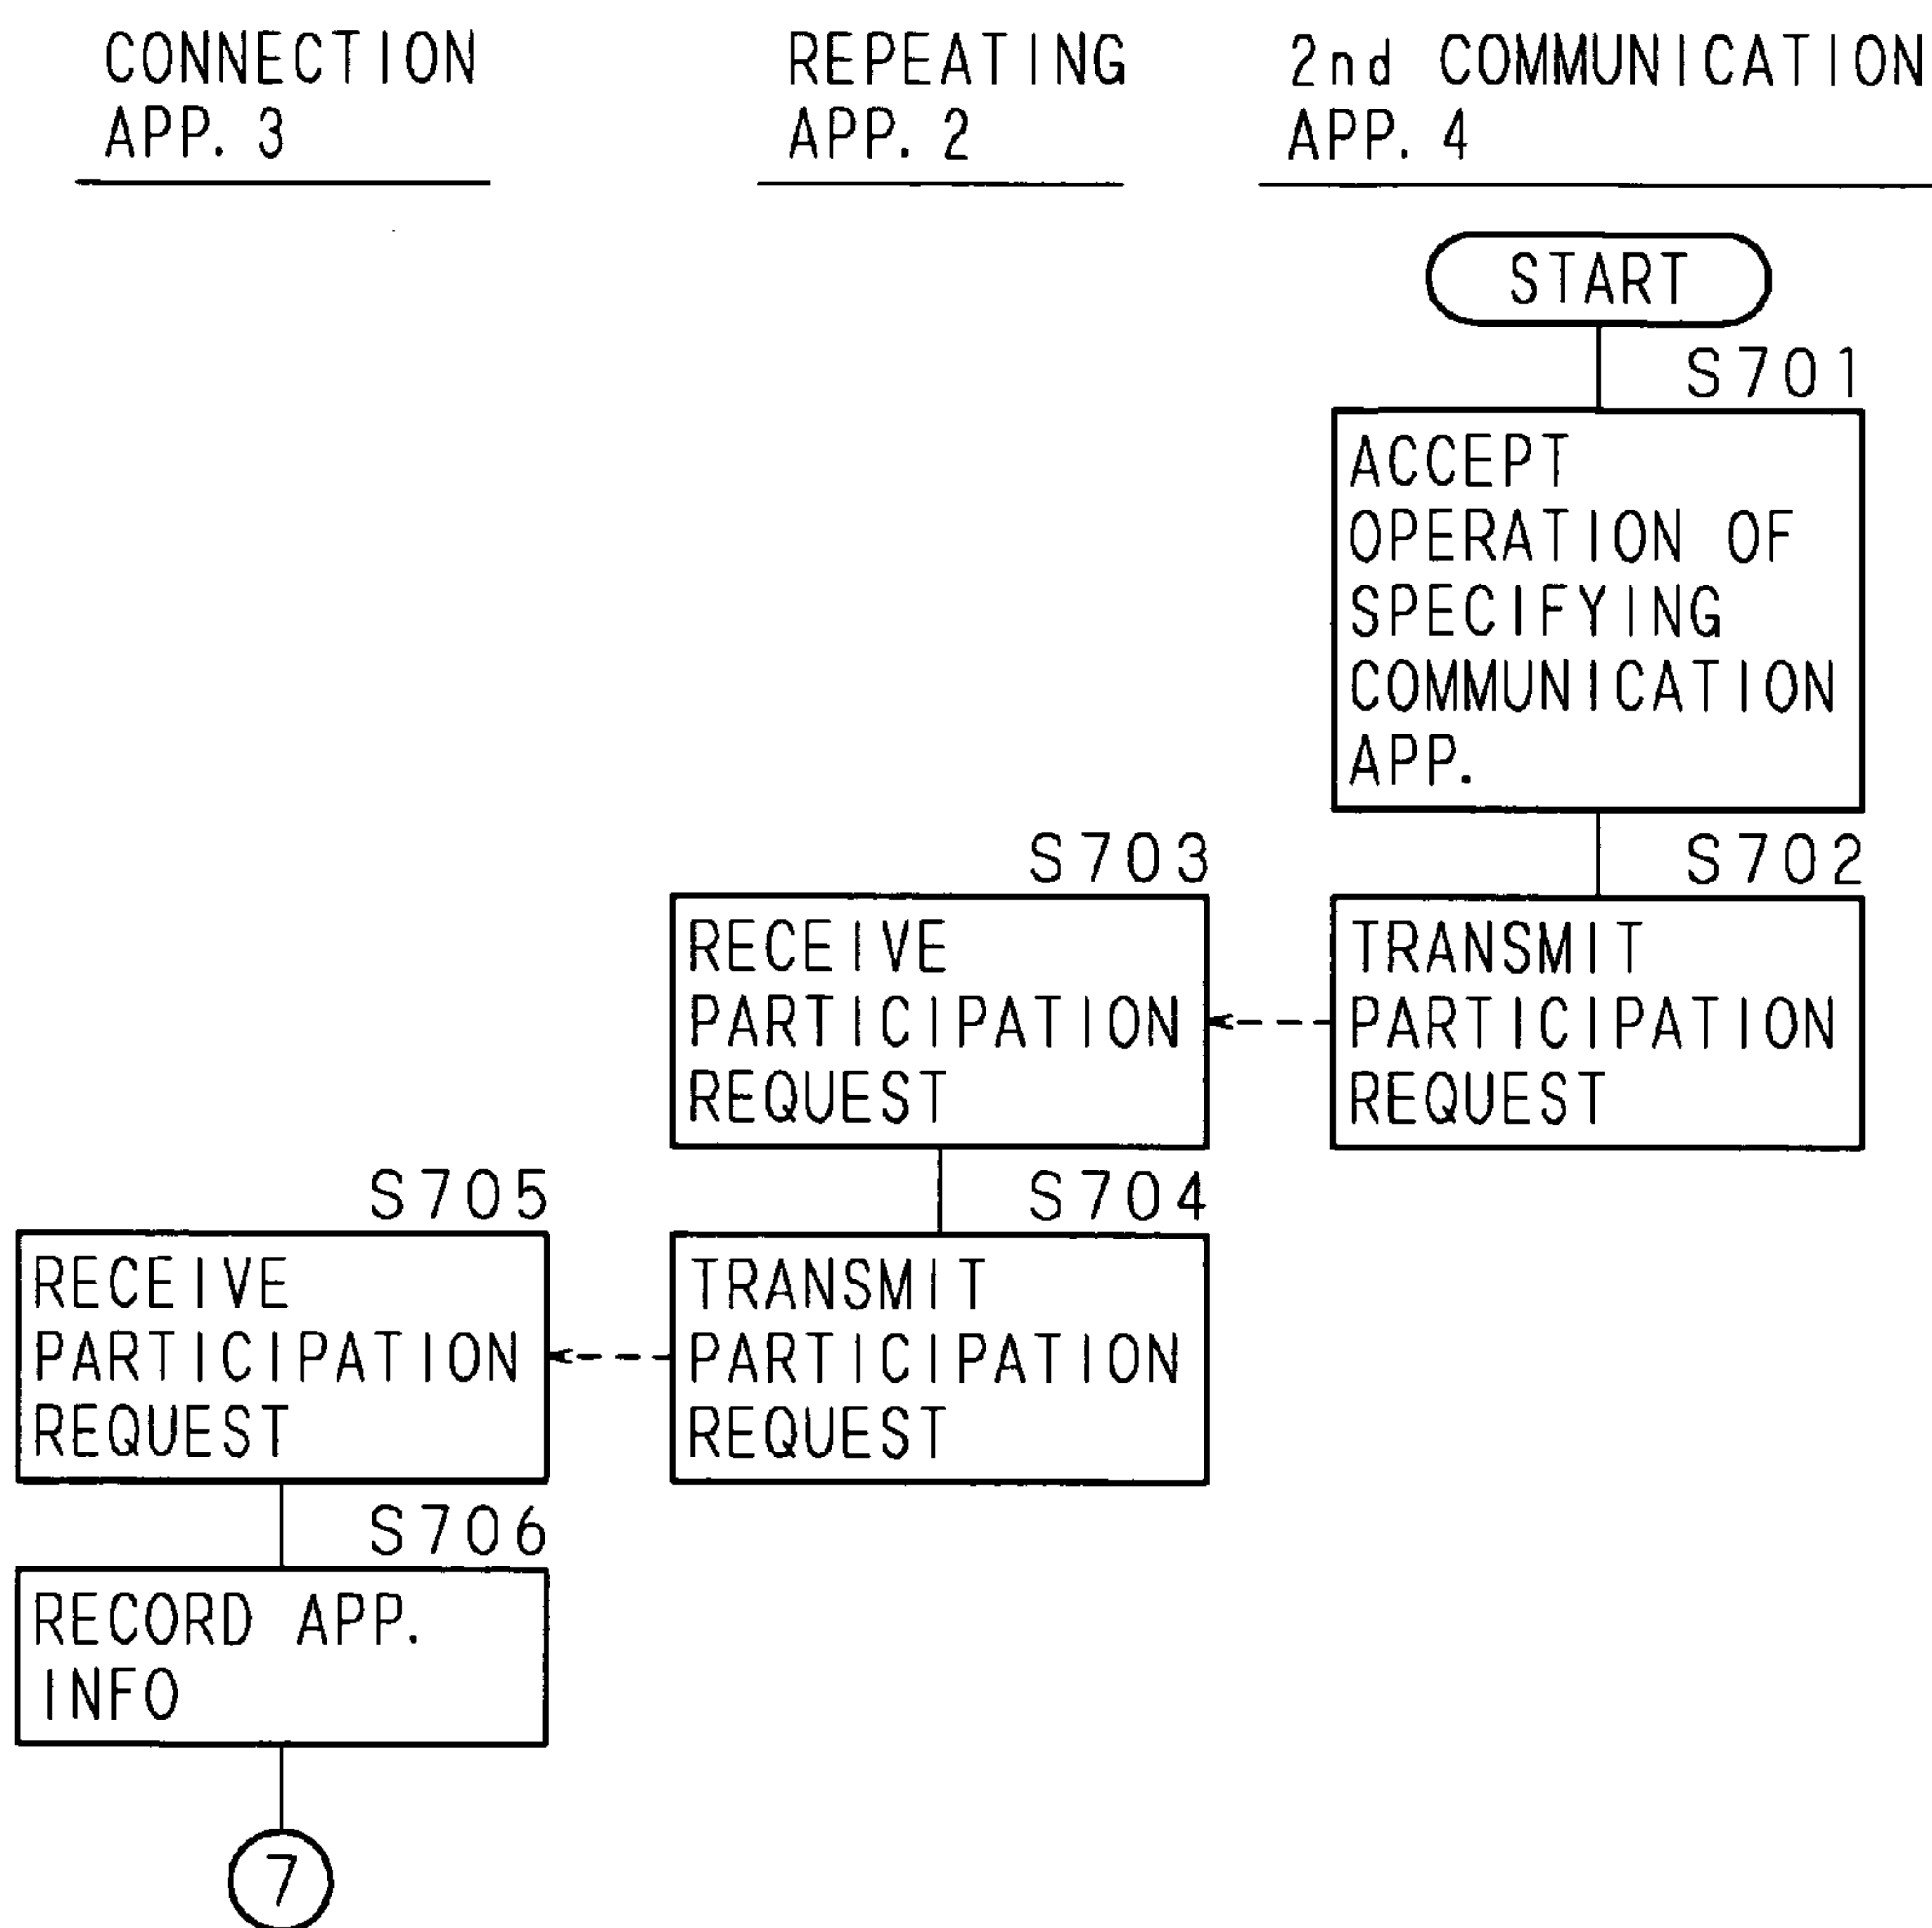 CONNECTION
APP. 3
REPEATING
APP. 2
2nd COMMUNICATION
APP. 4
START
S701
ACCEPT
OPERATION OF
SPECIFYING
COMMUNICATION
APP.
S702
TRANSMIT
PARTICIPATION
REQUEST
S703
RECEIVE
PARTICIPATION
REQUEST
S704
TRANSMIT
PARTICIPATION
REQUEST
S705
RECEIVE
PARTICIPATION
REQUEST
S706
RECORD APP.
INFO
7